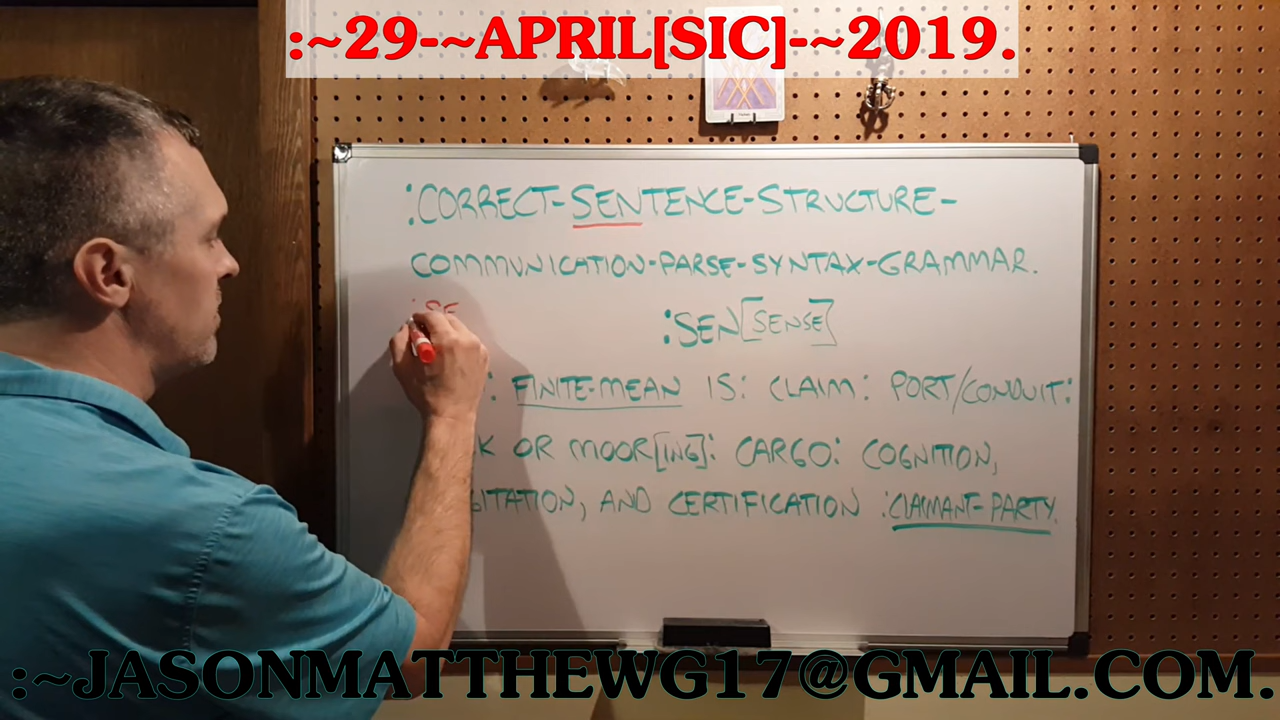 :~29-~APRIL[SIC]-~2019.
:CORRECT-SENTENCE-STRUCTURE-
COMMUNICATION-PARSE-SYNTAX-GRAMMAR.
:SE
:SEN[SENSE]
: FINITE-MEAN IS: CLAIM: PORT/CONDUIT:
K OR MOOR[ING]: CARGO: COGNITION,
GITATION, AND CERTIFICATION :CLAIMANT-PARTY.
:~JASONMATTHEWG17@GMAIL.COM.